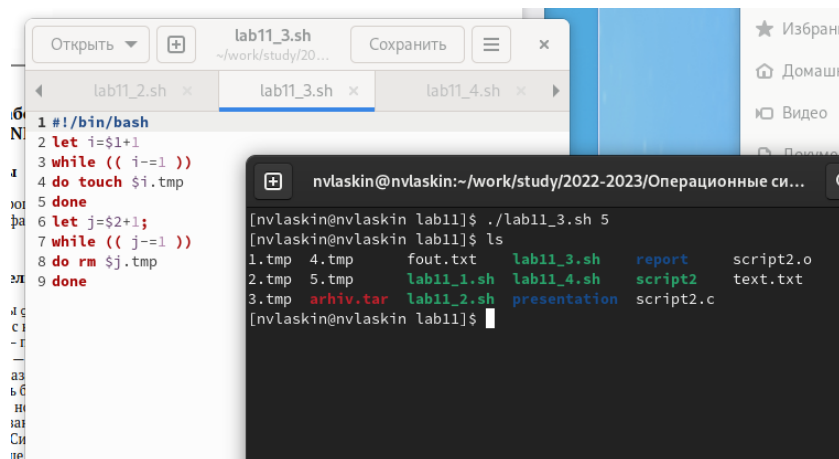 Открыть
lab11_3.sh
~/work/study/20...
Сохранить
lab11_2.sh
lab11_3.sh
lab11_4.sh
1 #!/bin/bash
2 let i=$1+1
3 while (( i-=1 ))
4 do touch $i.tmp
5 done
6 let j=$2+1;
7 while (( j-=1 ))
8 do rm $j.tmp
9 done
nvlaskin@nvlaskin:~/work/study/2022-2023/Операционные си...
[nvlaskin@nvlaskin lab11]$ ./lab11_3.sh 5
[nvlaskin@nvlaskin lab11]$ ls
1.tmp 4.tmp fout.txt lab11_3.sh report script2.o
2.tmp 5.tmp lab11_1.sh lab11_4.sh script2 text.txt
3.tmp arhiv.tar lab11_2.sh presentation script2.c
[nvlaskin@nvlaskin lab11]$
Видео